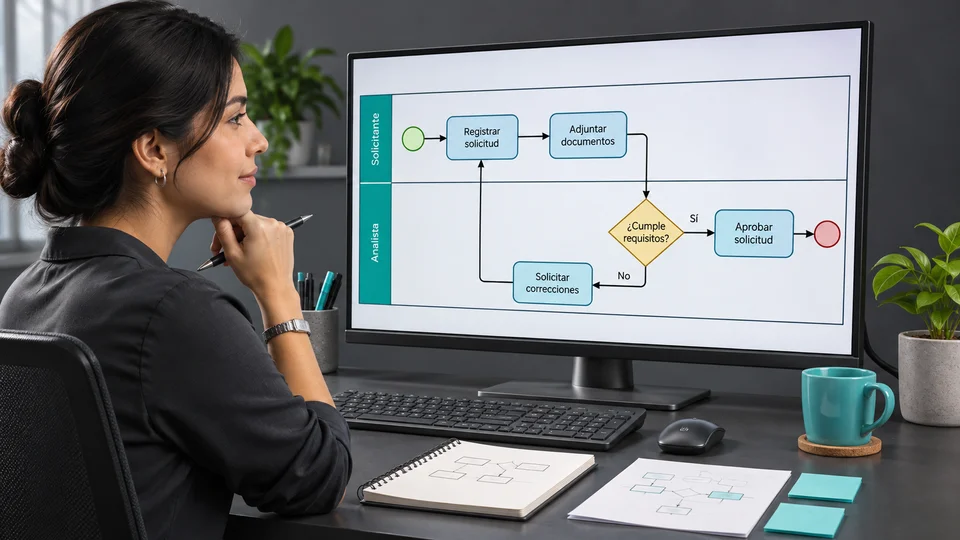 Solicitante
Registrar
solicitud
Adjuntar
documentos
Analista
¿Cumple
requisitos?
Sí
Aprobar
solicitud
No
Solicitar
correcciones